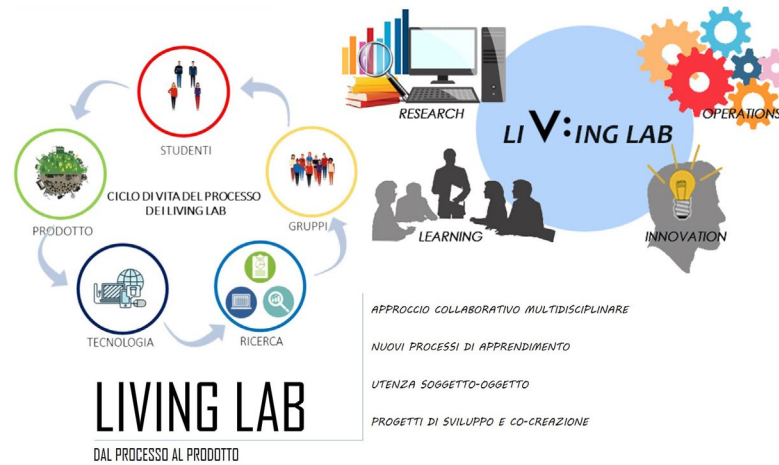 STUDENTI
CICLO DI VITA DEL PROCESSO
DEI LIVING LAB
PRODOTTO
GRUPPI
TECNOLOGIA
RICERCA
RESEARCH
OPERATIONS
LIV:ING LAB
LEARNING
INNOVATION
APPROCCIO COLLABORATIVO MULTIDISCIPLINARE
NUOVI PROCESSI DI APPRENDIMENTO
UTENZA SOGGETTO-OGGETTO
PROGETTI DI SVILUPPO E CO-CREAZIONE
LIVING LAB
DAL PROCESSO AL PRODOTTO